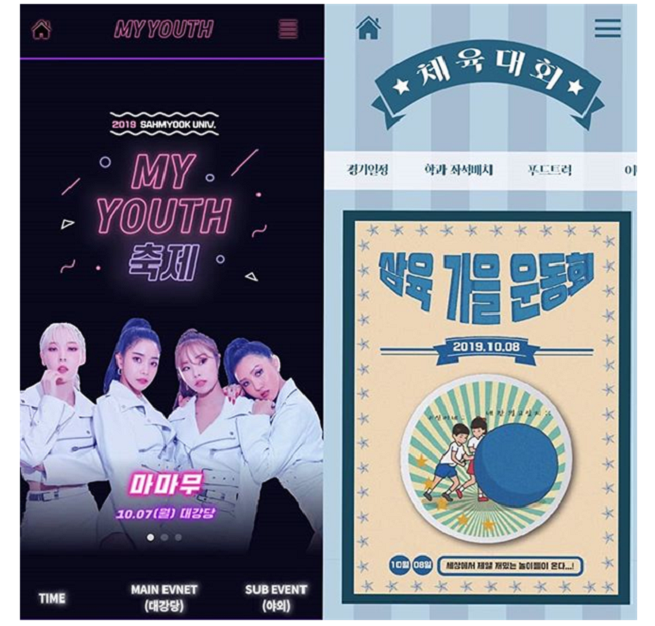 MY YOUTH
2019 SAHMYOOK UNIV.
MY
YOUTH
축제
마마무
10.07(월) 대강당
TIME
MAIN EVNET
(대강당)
SUB EVENT
(야외)
체육대회
경기일정 학과 좌석배치 푸드트럭
삼육 가을 운동회
2019.10.08
10월 08일 세상에서 제일 재밌는 놀이들이 온다...!